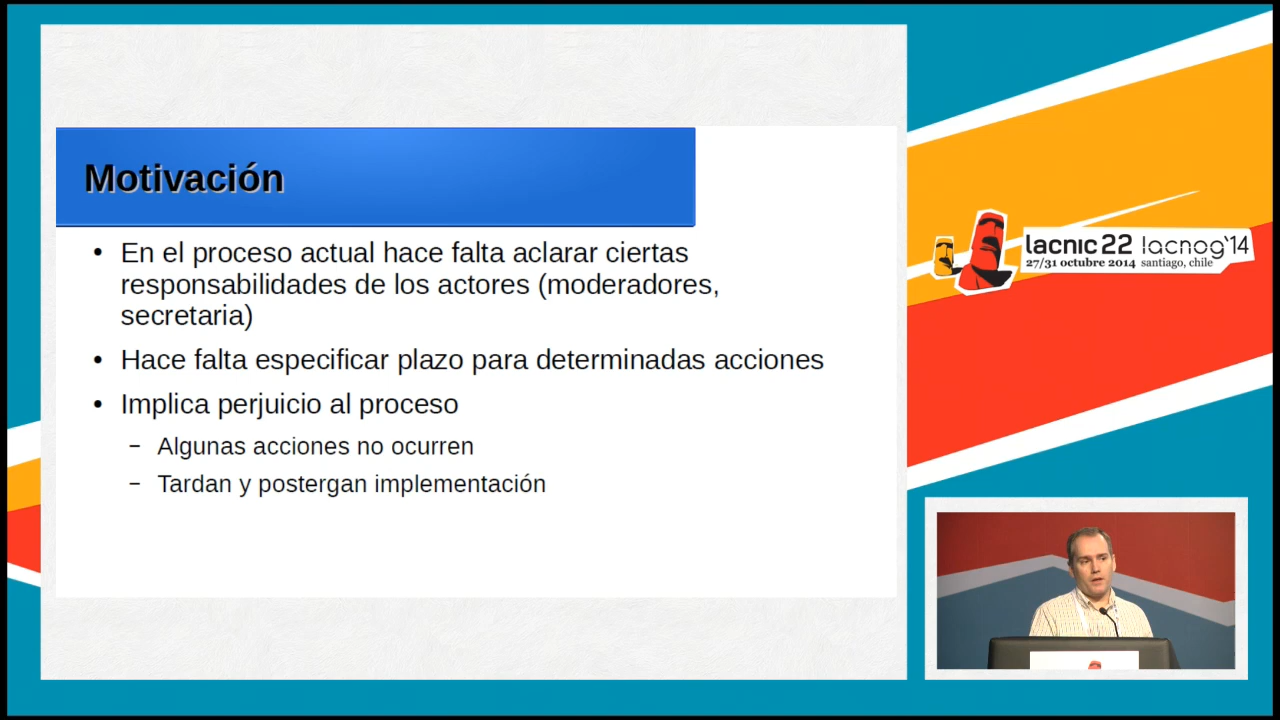 Motivación
• En el proceso actual hace falta aclarar ciertas
responsabilidades de los actores (moderadores,
secretaria)
• Hace falta especificar plazo para determinadas acciones
• Implica perjuicio al proceso
– Algunas acciones no ocurren
– Tardan y postergan implementación
lacnic 22 lacnog'14
27/31 octubre 2014 santiago, chile